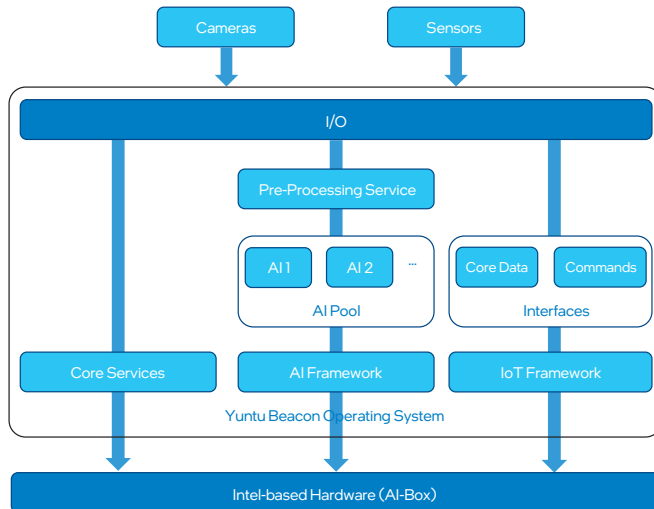 Cameras
Sensors
I/O
Pre-Processing Service
AI 1
AI 2
...
Core Data
Commands
AI Pool
Interfaces
Core Services
AI Framework
IoT Framework
Yuntu Beacon Operating System
Intel-based Hardware (AI-Box)